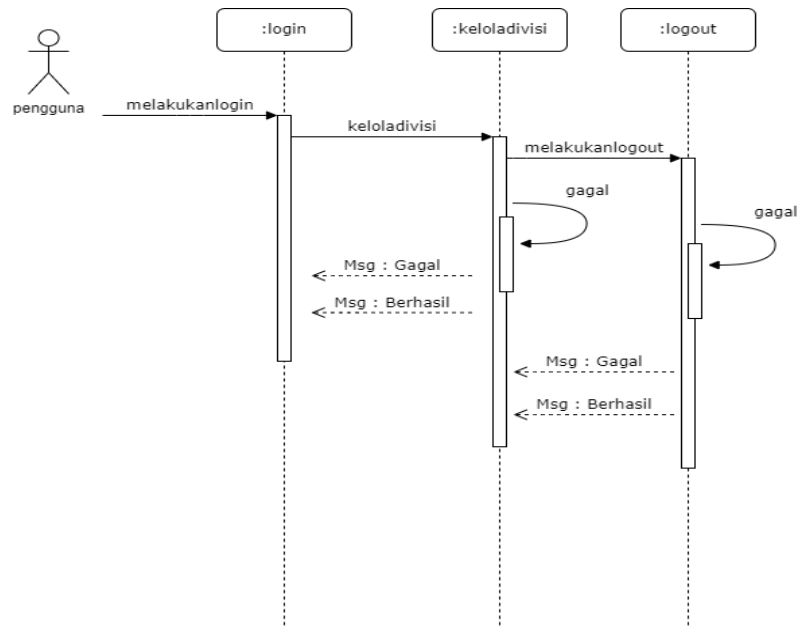 :login
:keloladivisi
:logout
pengguna
melakukanlogin
keloladivisi
melakukanlogout
gagal
gagal
Msg : Gagal
Msg : Berhasil
Msg : Gagal
Msg : Berhasil